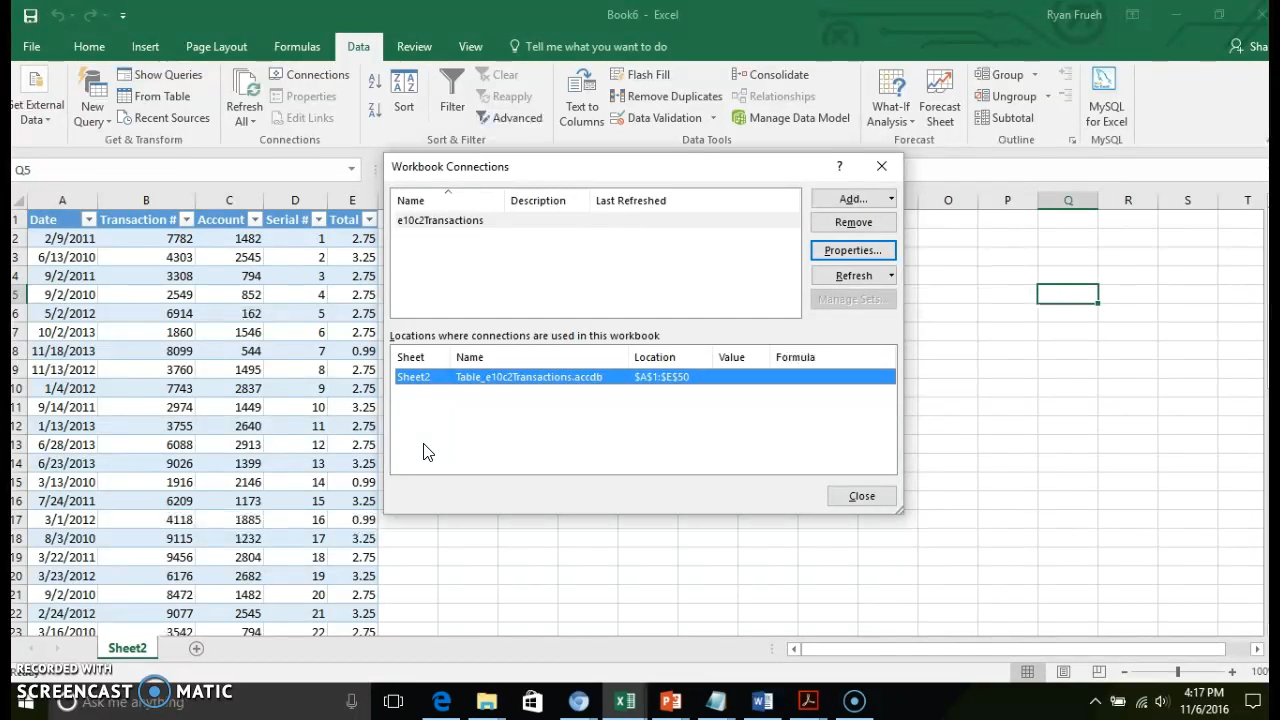 Book6 - Excel
Ryan Frueh
File Home Insert Page Layout Formulas Data Review View Tell me what you want to do
Get External Data
New Query
Show Queries
From Table
Recent Sources
Get & Transform
Refresh All
Connections
Properties
Edit Links
Connections
Sort
Filter
Clear
Reapply
Advanced
Sort & Filter
Text to Columns
Flash Fill
Remove Duplicates
Data Validation
Consolidate
Relationships
Manage Data Model
Data Tools
What-If Analysis
Forecast Sheet
Forecast
Group
Ungroup
Subtotal
Outline
MySQL for Excel
MySQL
Q5
A B C D E O P Q R S T
1 Date Transaction # Account Serial # Total
2 2/9/2011 7782 1482 1 2.75
3 6/13/2010 4303 2545 2 3.25
4 9/2/2011 3308 794 3 2.75
5 9/2/2010 2549 852 4 2.75
6 5/2/2012 6914 162 5 2.75
7 10/2/2013 1860 1546 6 2.75
8 11/18/2013 8099 544 7 0.99
9 11/13/2012 3760 1495 8 2.75
10 1/4/2012 7743 2837 9 2.75
11 9/14/2011 2974 1449 10 3.25
12 1/13/2013 3755 2640 11 2.75
13 6/28/2013 6088 2913 12 2.75
14 6/23/2013 9026 1399 13 3.25
15 3/13/2010 1916 2146 14 0.99
16 7/24/2011 6209 1173 15 3.25
17 3/1/2012 4118 1885 16 0.99
18 8/3/2010 9115 1232 17 3.25
19 3/22/2011 9456 2804 18 2.75
20 3/23/2012 6176 2682 19 3.25
21 9/2/2010 8472 1482 20 2.75
22 2/24/2012 9077 2545 21 3.25
23 3/16/2010 3542 794 22 2.75
Workbook Connections ?
Name Description Last Refreshed
e10c2Transactions
Add...
Remove
Properties...
Refresh
Manage Sets...
Locations where connections are used in this workbook
Sheet Name Location Value Formula
Sheet2 Table_e10c2Transactions.accdb $A$1:$E$50
Close
Sheet2
RECORDED WITH
SCREENCAST MATIC
Ask me anything
4:17 PM
11/6/2016